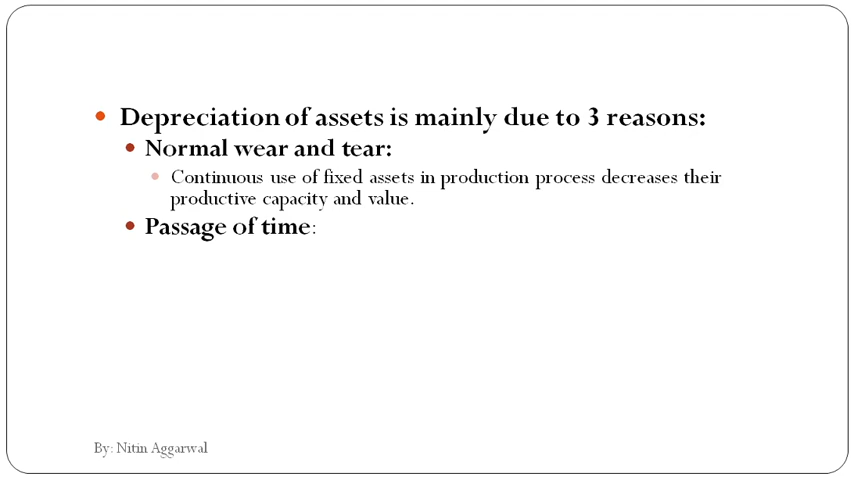 Depreciation of assets is mainly due to 3 reasons:
Normal wear and tear:
Continuous use of fixed assets in production process decreases their
productive capacity and value.
Passage of time:
By: Nitin Aggarwal